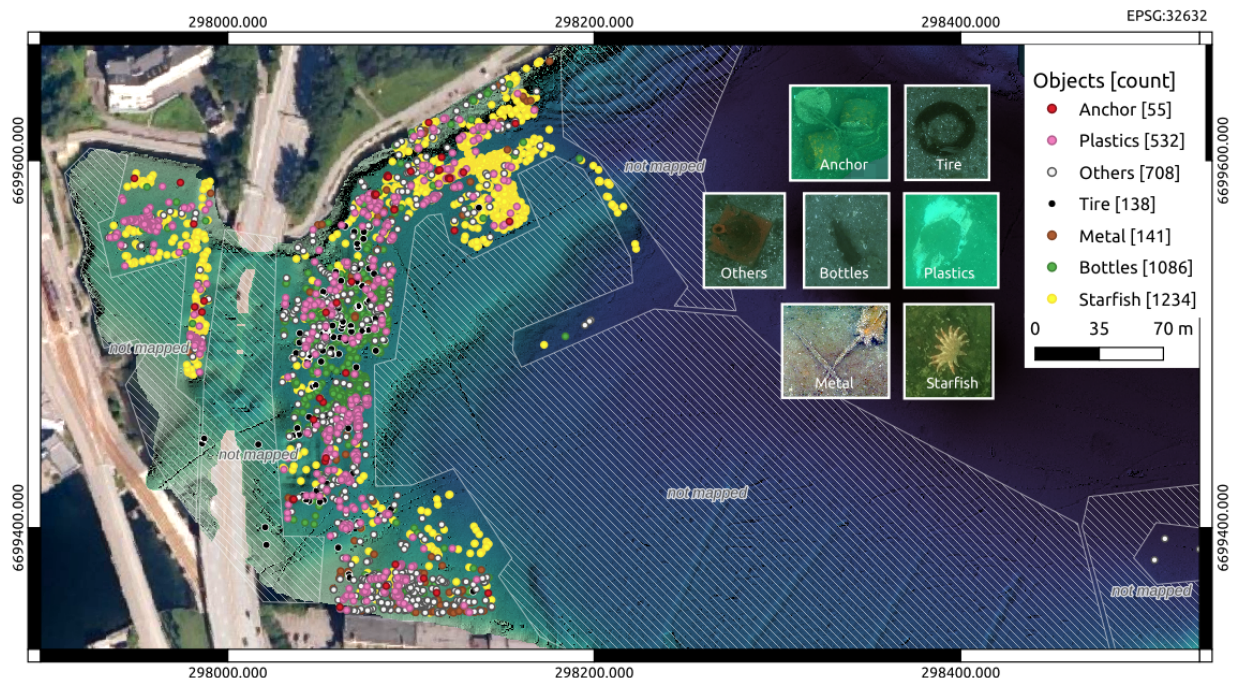 298000.000 298200.000 298400.000 EPSG:32632
6699600.000
6699400.000
6699600.000
6699400.000
Objects [count]
Anchor [55]
Plastics [532]
Others [708]
Tire [138]
Metal [141]
Bottles [1086]
Starfish [1234]
0 35 70 m
Anchor Tire
Others Bottles Plastics
Metal Starfish
not mapped
not mapped
not mapped
not mapped
not mapped
298000.000 298200.000 298400.000